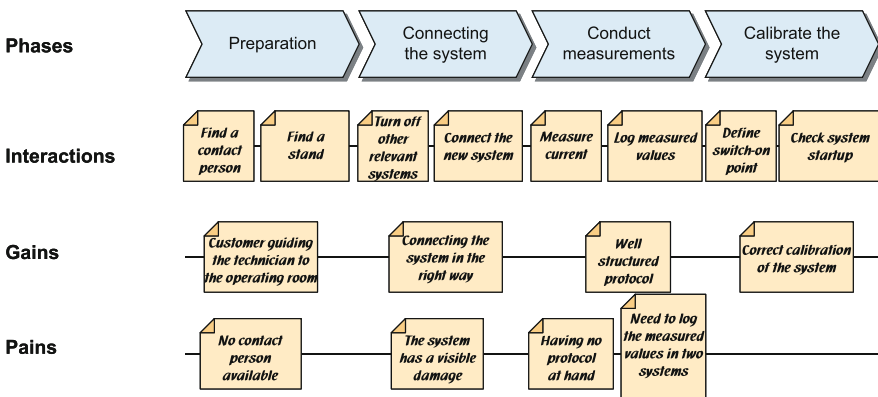 Phases
Preparation
Connecting
the system
Conduct
measurements
Calibrate the
system
Interactions
Find a
contact
person
Find a
stand
Turn off
other
relevant
systems
Connect the
new system
Measure
current
Log measured
values
Define
switch-on
point
Check system
startup
Gains
Customer guiding
the technician to
the operating room
Connecting the
system in the
right way
Well
structured
protocol
Correct calibration
of the system
Pains
No contact
person
available
The system
has a visible
damage
Having no
protocol
at hand
Need to log
the measured
values in two
systems